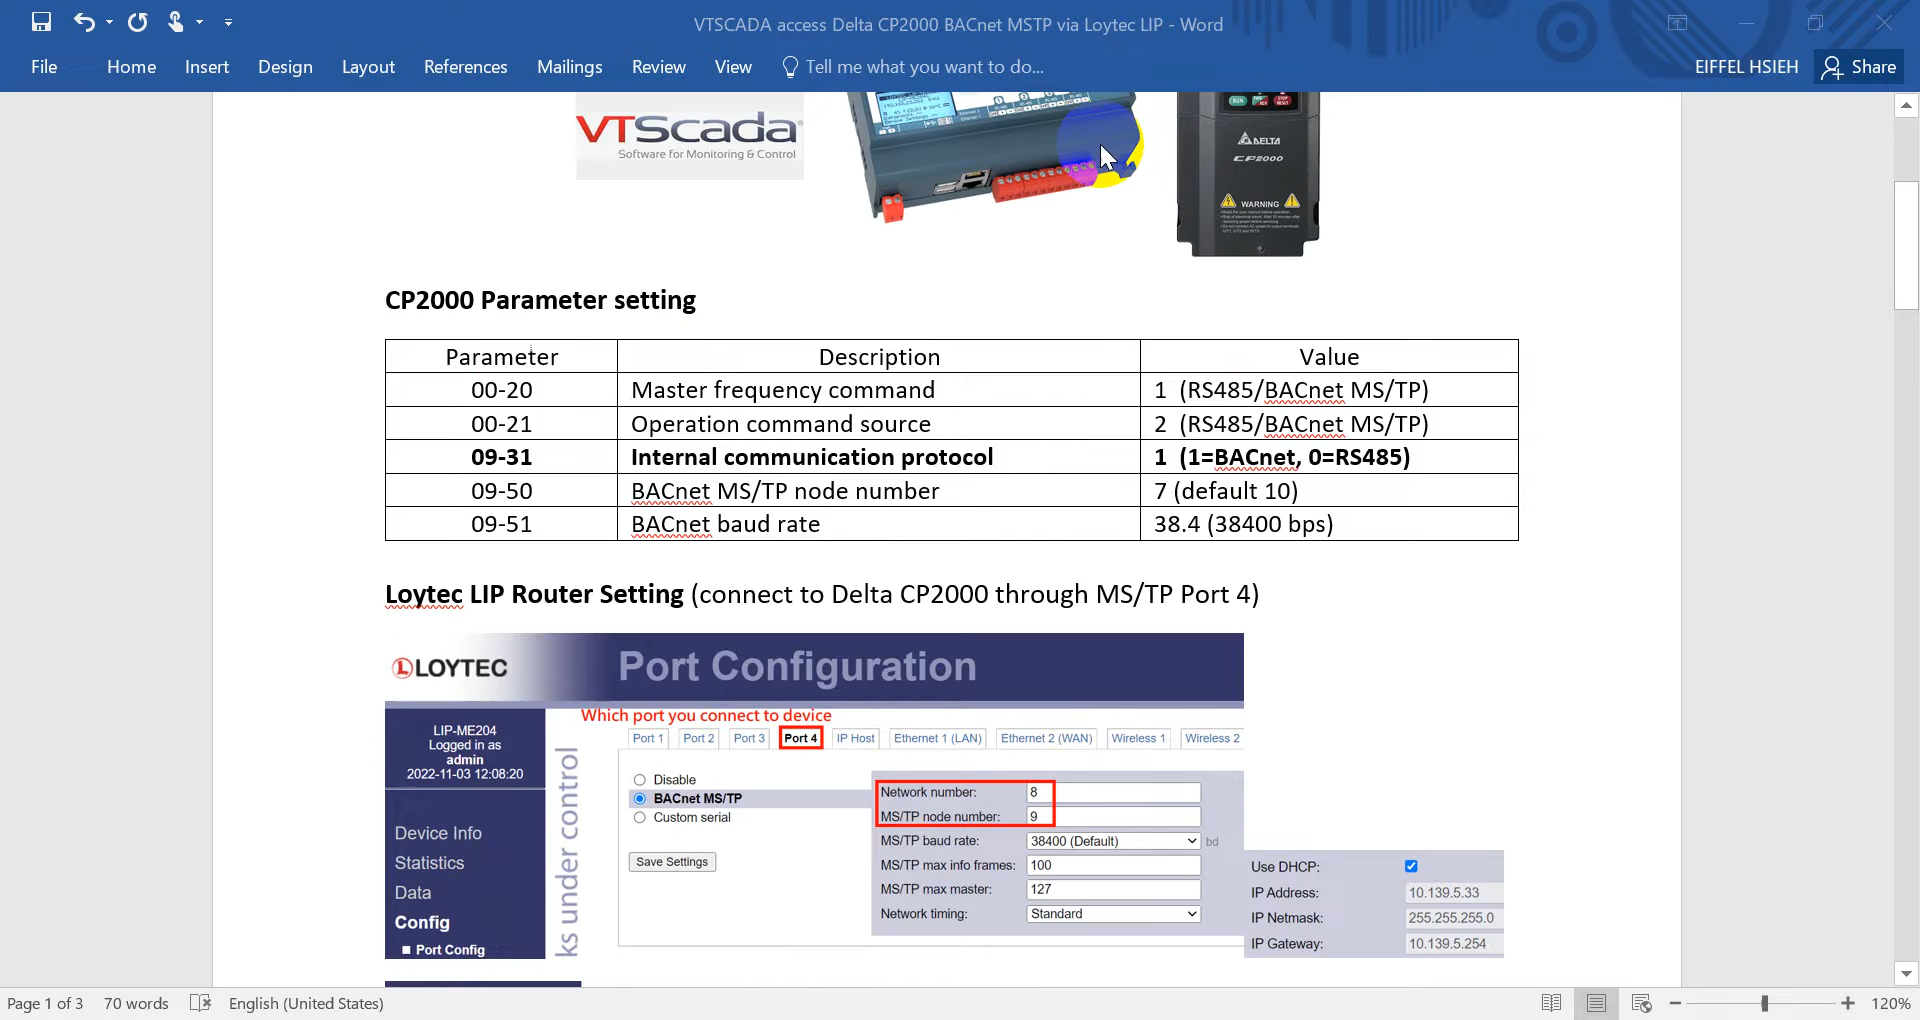 VTSCADA access Delta CP2000 BACnet MSTP via Loytec LIP - Word
File Home Insert Design Layout References Mailings Review View Tell me what you want to do... EIFFEL HSIEH Share
VTScada
Software for Monitoring & Control
RUN STOP RESET
DELTA
CP2000
WARNING
CP2000 Parameter setting
Parameter Description Value
00-20 Master frequency command 1 (RS485/BACnet MS/TP)
00-21 Operation command source 2 (RS485/BACnet MS/TP)
09-31 Internal communication protocol 1 (1=BACnet, 0=RS485)
09-50 BACnet MS/TP node number 7 (default 10)
09-51 BACnet baud rate 38.4 (38400 bps)
Loytec LIP Router Setting (connect to Delta CP2000 through MS/TP Port 4)
LOYTEC Port Configuration
Which port you connect to device
LIP-ME204
Logged in as
admin
2022-11-03 12:08:20
Device Info
Statistics
Data
Config
Port Config
ks under control
Port 1 Port 2 Port 3 Port 4 IP Host Ethernet 1 (LAN) Ethernet 2 (WAN) Wireless 1 Wireless 2
Disable
BACnet MS/TP
Custom serial
Save Settings
Network number: 8
MS/TP node number: 9
MS/TP baud rate: 38400 (Default) bd
MS/TP max info frames: 100
MS/TP max master: 127
Network timing: Standard
Use DHCP:
IP Address: 10.139.5.33
IP Netmask: 255.255.255.0
IP Gateway: 10.139.5.254
Page 1 of 3 70 words English (United States) 120%